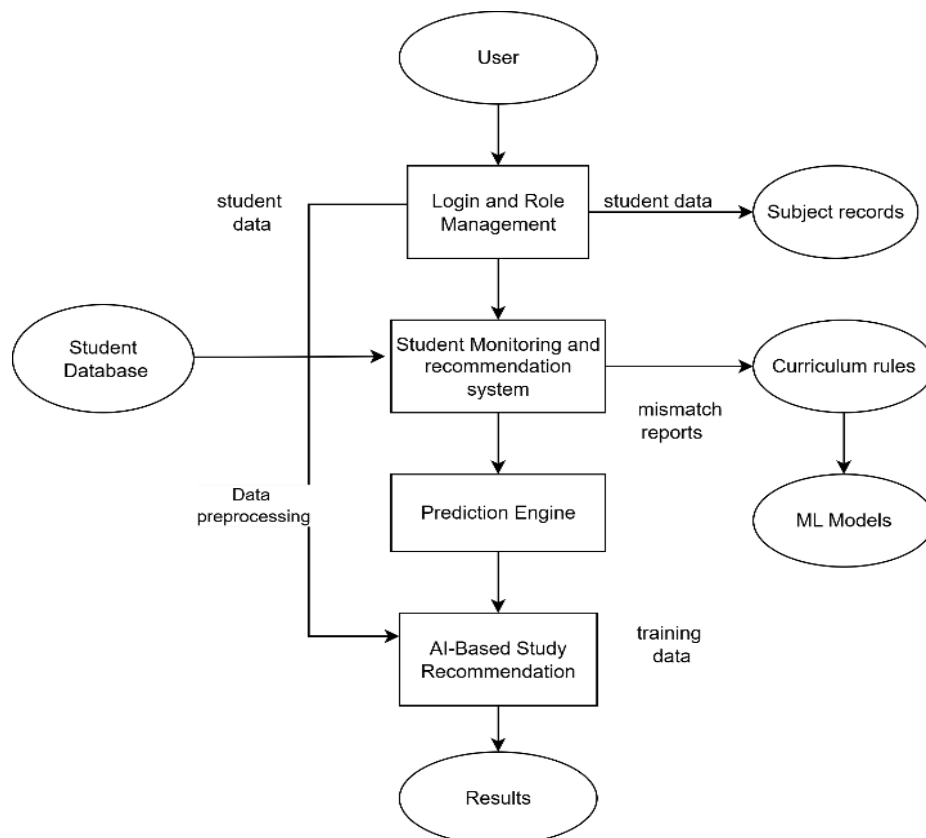 User
student
data
Login and Role
Management
student data
Subject records
Student
Database
Student Monitoring and
recommendation
system
Curriculum rules
mismatch
reports
Data
preprocessing
Prediction Engine
ML Models
AI-Based Study
Recommendation
training
data
Results